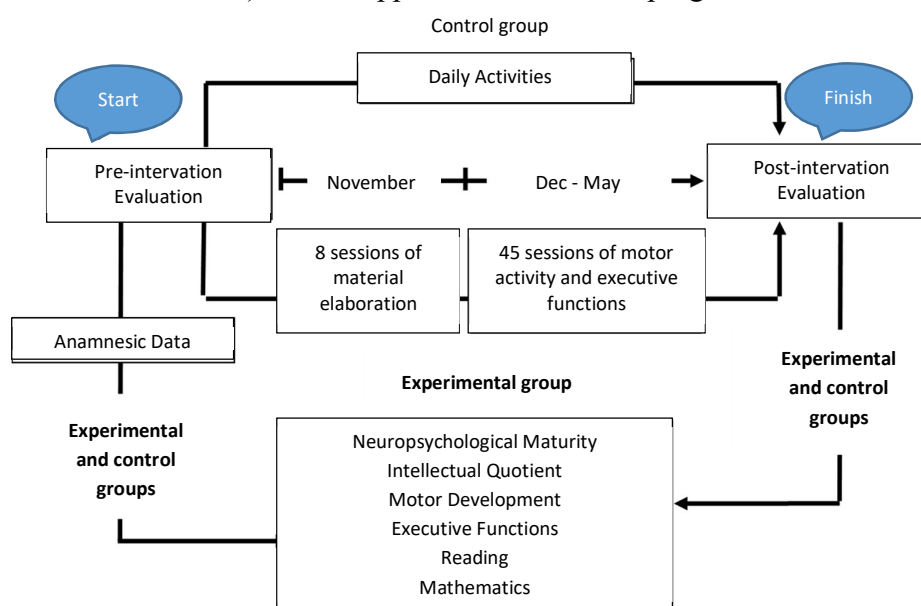 Control group
Daily Activities
Start
Finish
Pre-intervation
Evaluation
November
Dec - May
Post-intervation
Evaluation
8 sessions of
material
elaboration
45 sessions of motor
activity and executive
functions
Anamnesic Data
Experimental group
Experimental
and control
groups
Experimental
and control
groups
Neuropsychological Maturity
Intellectual Quotient
Motor Development
Executive Functions
Reading
Mathematics